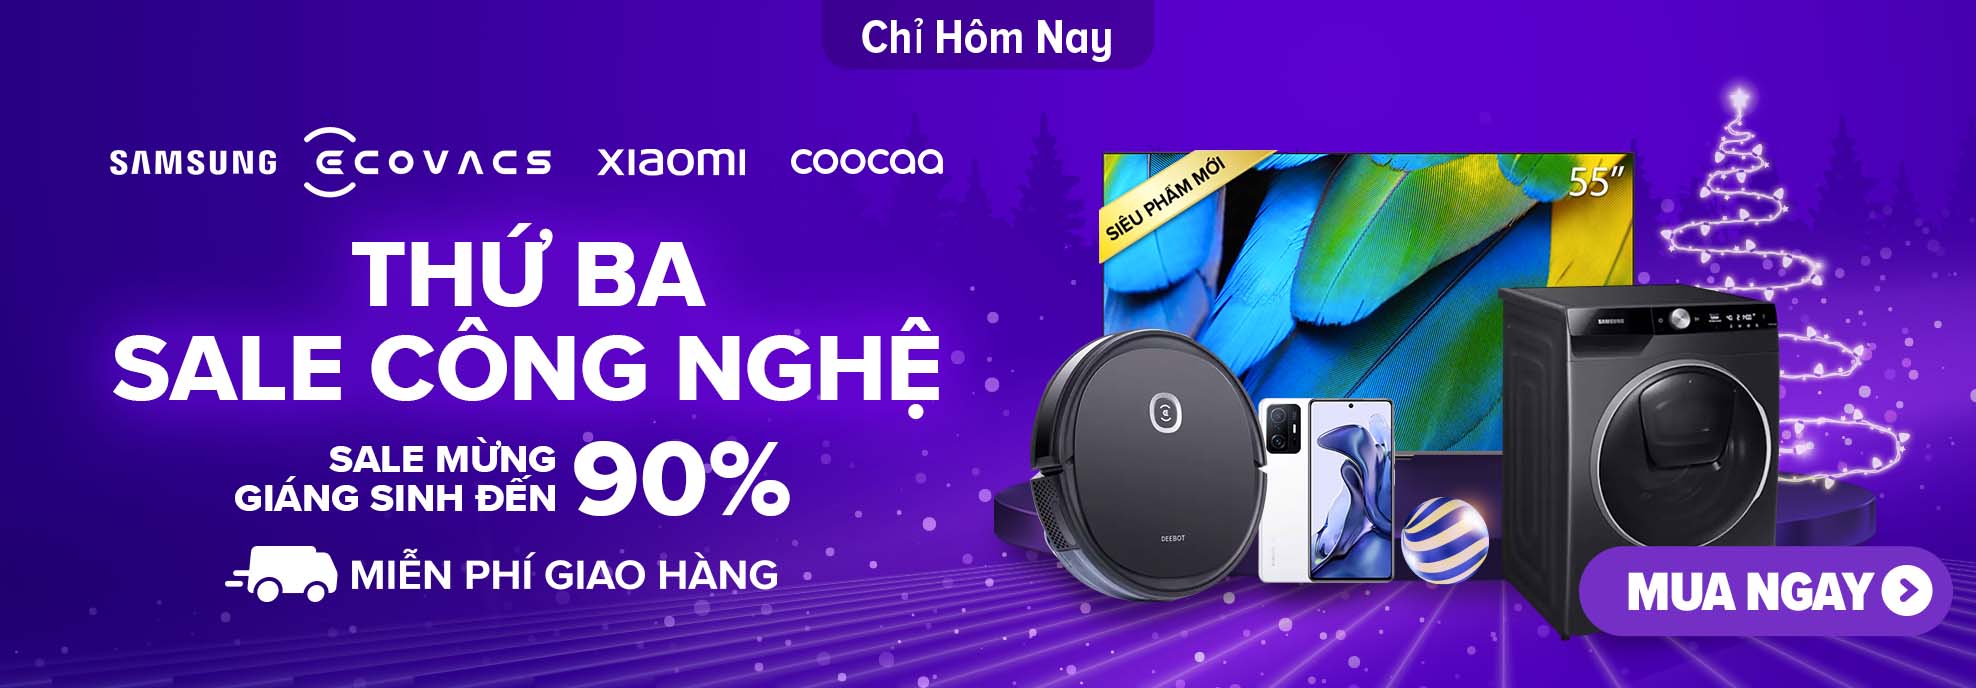 Chỉ Hôm Nay
SAMSUNG ECOVACS XIAOMI COOCAA
THỨ BA
SALE CÔNG NGHỆ
SALE MỪNG
GIÁNG SINH ĐẾN 90%
MIỄN PHÍ GIAO HÀNG
SIÊU PHẨM MỚI
55”
SAMSUNG
DEEBOT
MUA NGAY